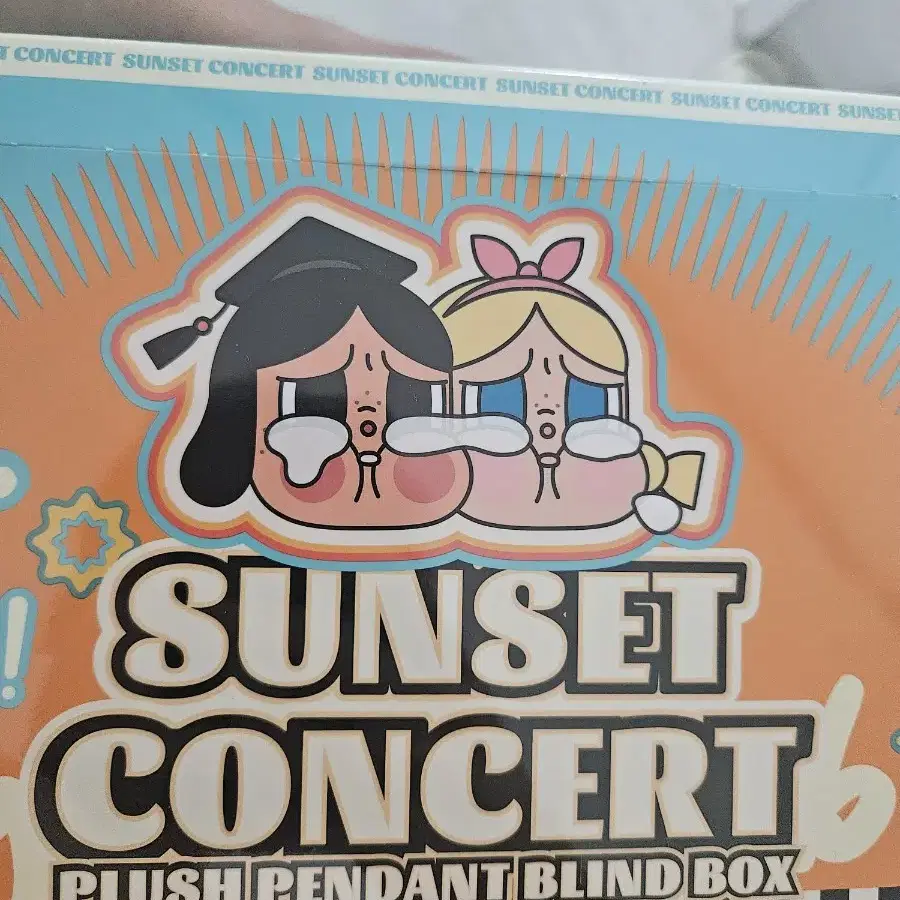 CONCERT SUNSET CONCERT SUNSET CONCERT SUNSET CONCERT SUNSET CONCERT SUNSET
SUNSET
CONCERT
PLUSH PENDANT BLIND BOX